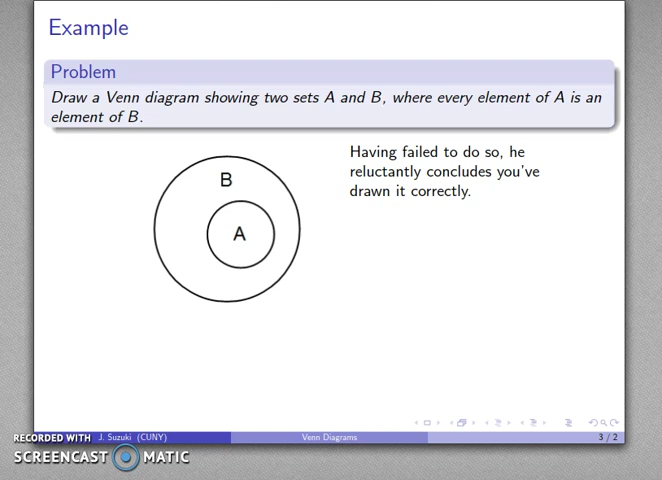 Example
Problem
Draw a Venn diagram showing two sets A and B, where every element of A is an
element of B.
Having failed to do so, he
reluctantly concludes you've
drawn it correctly.
B
A
RECORDED WITH
SCREENCAST MATIC
J. Suzuki (CUNY)
Venn Diagrams
3 / 2